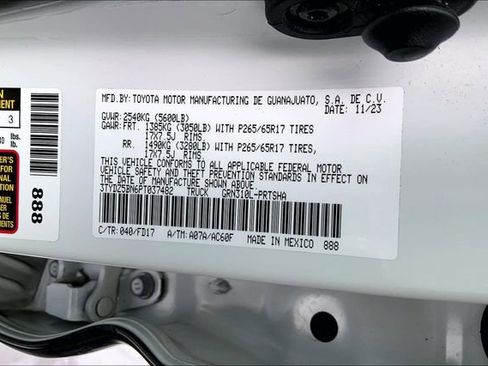 MFD.BY: TOYOTA MOTOR MANUFACTURING DE GUANAJUATO, S.A. DE C.V.
GVWR: 2540KG (5600LB) DATE: 11/23
GAWR: FRT. 1385KG (3050LB) WITH P265/65R17 TIRES
17X7.5J RIMS,
RR. 1490KG (3280LB) WITH P265/65R17 TIRES,
17X7.5J RIMS.
THIS VEHICLE CONFORMS TO ALL APPLICABLE FEDERAL MOTOR
VEHICLE SAFETY AND THEFT PREVENTION STANDARDS IN EFFECT ON
THE DATE OF MANUFACTURE SHOWN ABOVE.
3TYDZ5BN6PT037482 TRUCK GRN310L-PRTSHA
C/TR: 040/FD17 A/TM: A07A/AC60F MADE IN MEXICO 888
3
lbs.
lb.
888